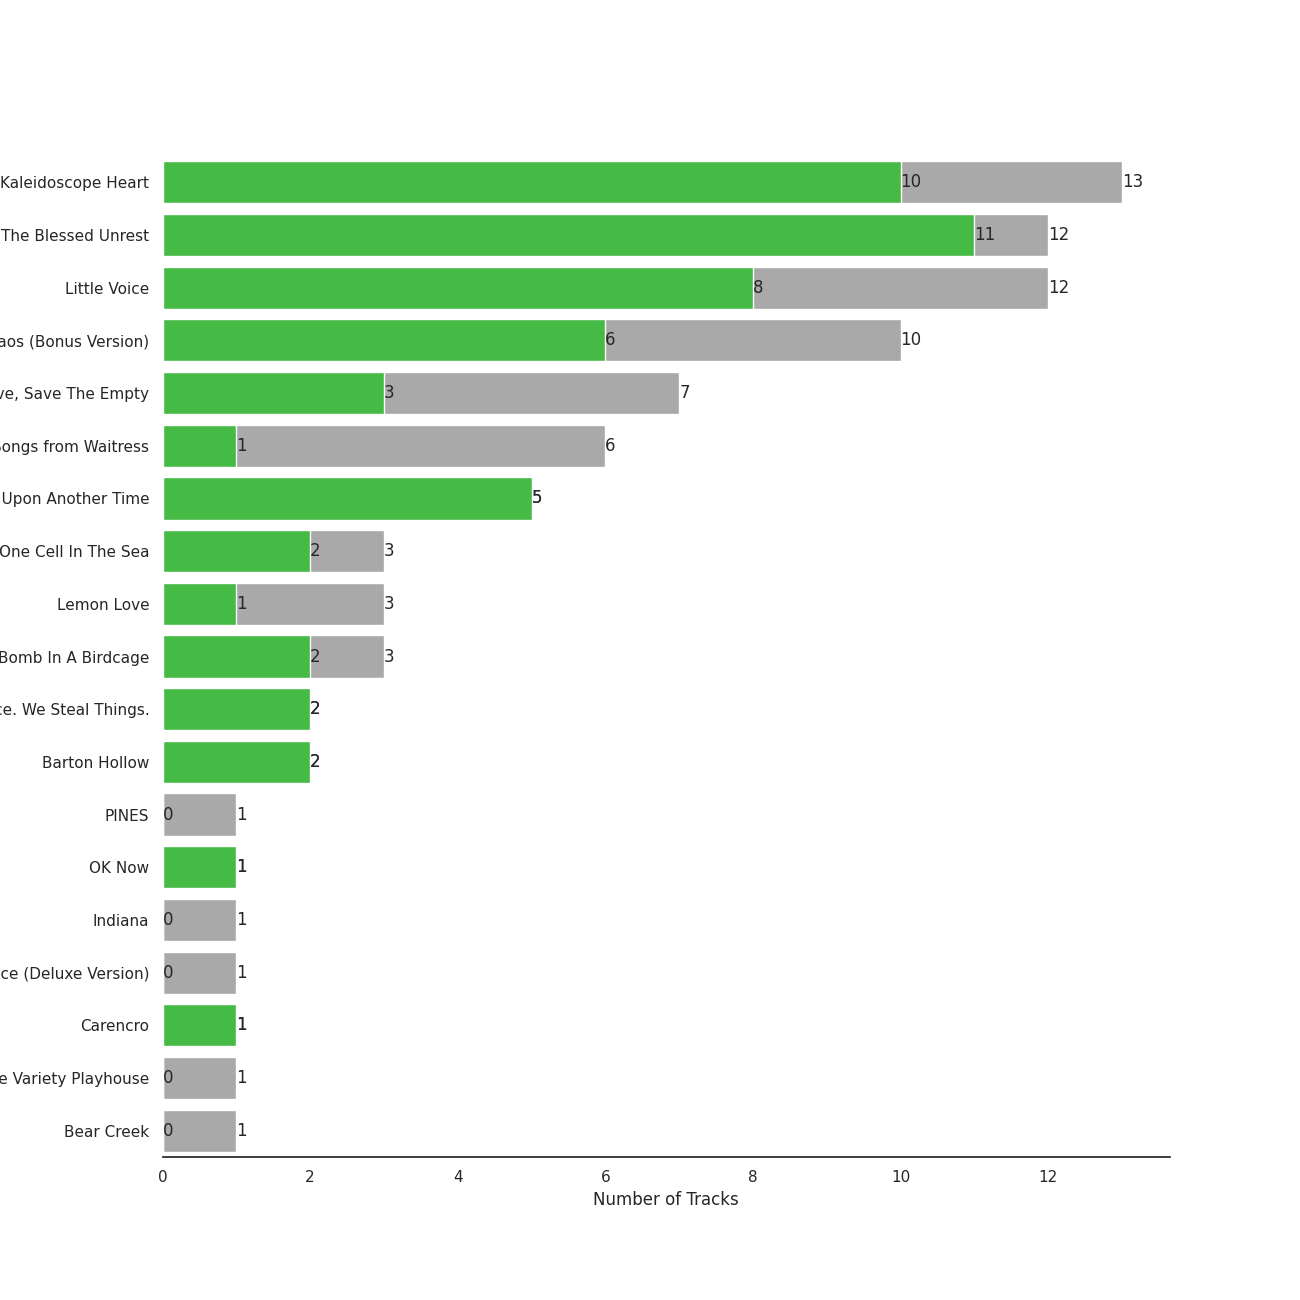 Kaleidoscope Heart 10 13
The Blessed Unrest 11 12
Little Voice 8 12
aos (Bonus Version) 6 10
ve, Save The Empty 3 7
Songs from Waitress 1 6
Upon Another Time 5
One Cell In The Sea 2 3
Lemon Love 1 3
Bomb In A Birdcage 2 3
ce. We Steal Things. 2
Barton Hollow 2
PINES 0 1
OK Now 1
Indiana 0 1
ce (Deluxe Version) 0 1
Carencro 1
e Variety Playhouse 0 1
Bear Creek 0 1
0 2 4 6 8 10 12
Number of Tracks